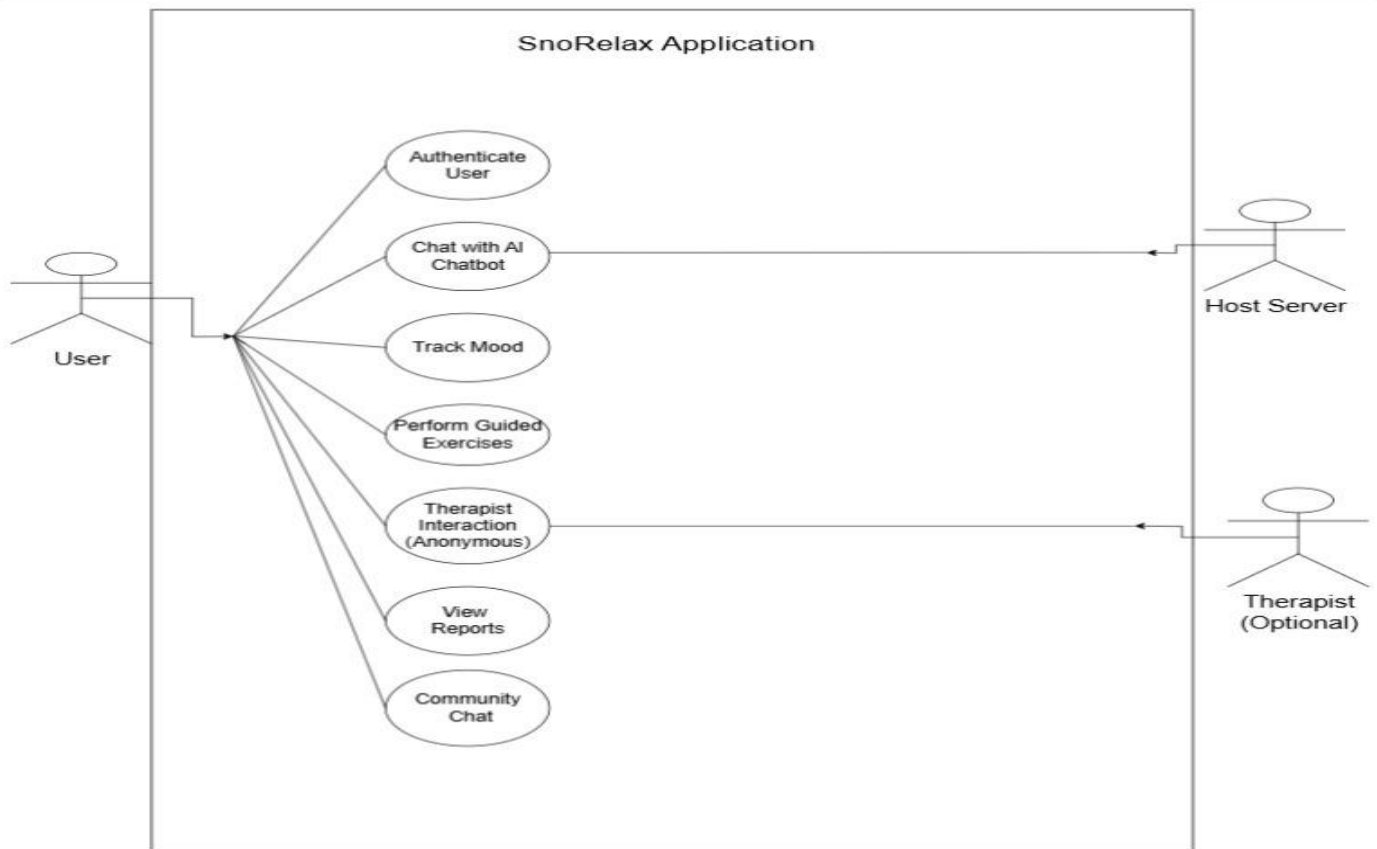 SnoRelax Application
Authenticate
User
Chat with AI
Chatbot
Track Mood
Perform Guided
Exercises
Therapist
Interaction
(Anonymous)
View
Reports
Community
Chat
User
Host Server
Therapist
(Optional)